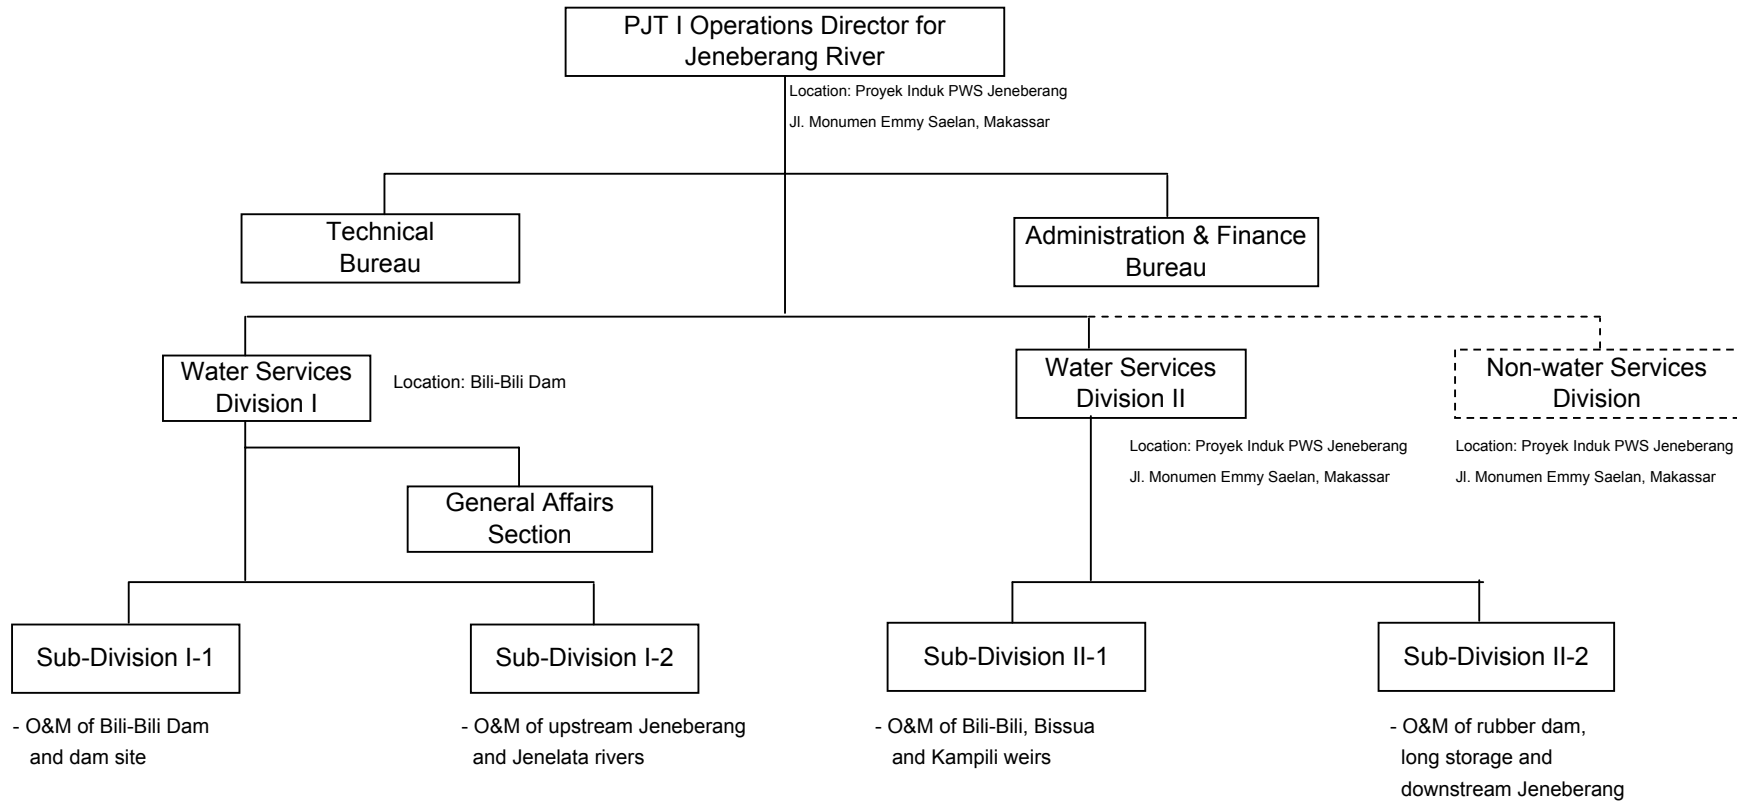 PJT I Operations Director for
Jeneberang River
Location: Proyek Induk PWS Jeneberang
Jl. Monumen Emmy Saelan, Makassar
Technical
Bureau
Administration & Finance
Bureau
Water Services
Division I
Location: Bili-Bili Dam
Water Services
Division II
Non-water Services
Division
Location: Proyek Induk PWS Jeneberang
Jl. Monumen Emmy Saelan, Makassar
Location: Proyek Induk PWS Jeneberang
Jl. Monumen Emmy Saelan, Makassar
General Affairs
Section
Sub-Division I-1
Sub-Division I-2
Sub-Division II-1
Sub-Division II-2
- O&M of Bili-Bili Dam
and dam site
- O&M of upstream Jeneberang
and Jenelata rivers
- O&M of Bili-Bili, Bissua
and Kampili weirs
- O&M of rubber dam,
long storage and
downstream Jeneberang